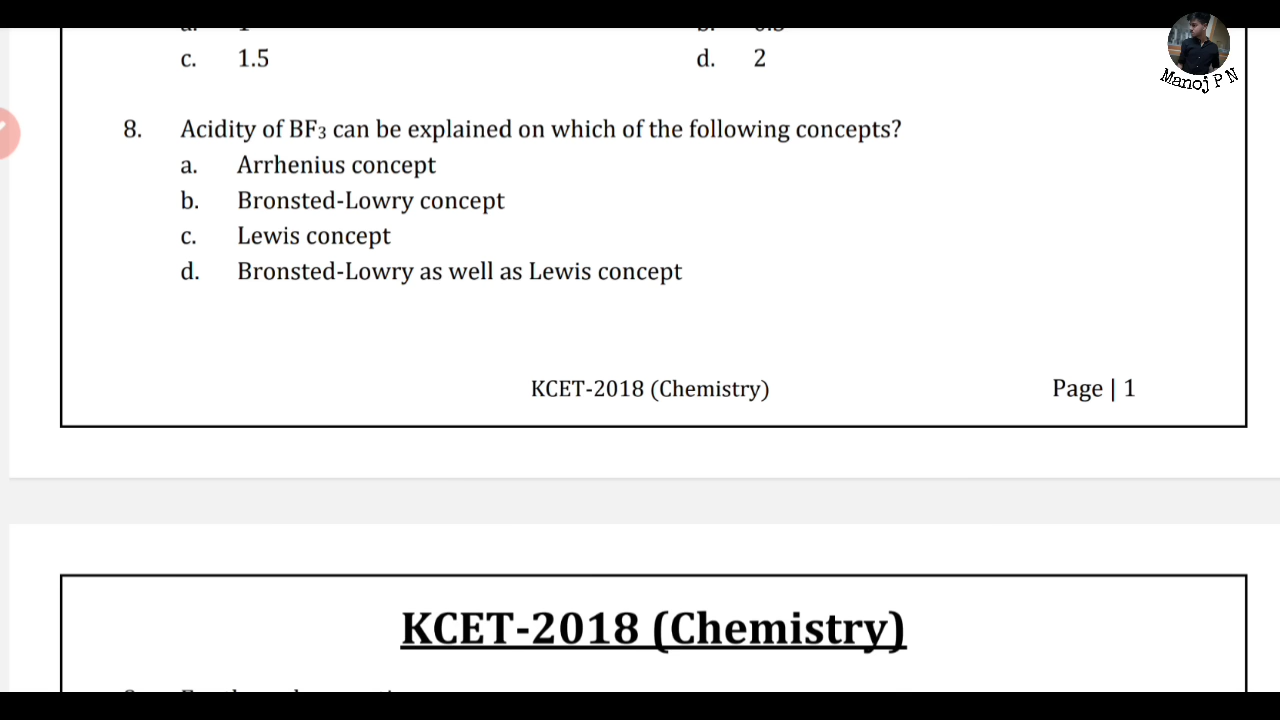 c. 1.5 d. 2
Manoj P N
8. Acidity of BF3 can be explained on which of the following concepts?
a. Arrhenius concept
b. Bronsted-Lowry concept
c. Lewis concept
d. Bronsted-Lowry as well as Lewis concept
KCET-2018 (Chemistry) Page | 1
KCET-2018 (Chemistry)